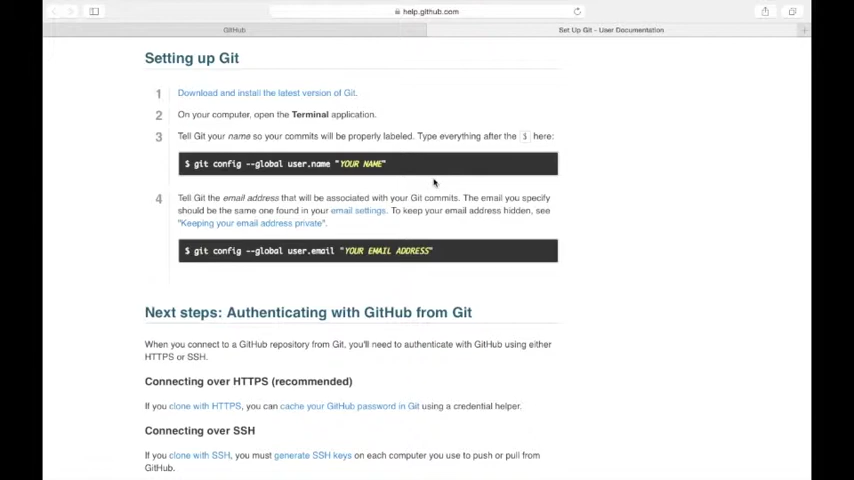 help.github.com
GitHub
Set Up Git - User Documentation
Setting up Git
1 Download and install the latest version of Git.
2 On your computer, open the Terminal application.
3 Tell Git your name so your commits will be properly labeled. Type everything after the $ here:
$ git config --global user.name "YOUR NAME"
4 Tell Git the email address that will be associated with your Git commits. The email you specify
should be the same one found in your email settings. To keep your email address hidden, see
"Keeping your email address private".
$ git config --global user.email "YOUR EMAIL ADDRESS"
Next steps: Authenticating with GitHub from Git
When you connect to a GitHub repository from Git, you'll need to authenticate with GitHub using either
HTTPS or SSH.
Connecting over HTTPS (recommended)
If you clone with HTTPS, you can cache your GitHub password in Git using a credential helper.
Connecting over SSH
If you clone with SSH, you must generate SSH keys on each computer you use to push or pull from
GitHub.